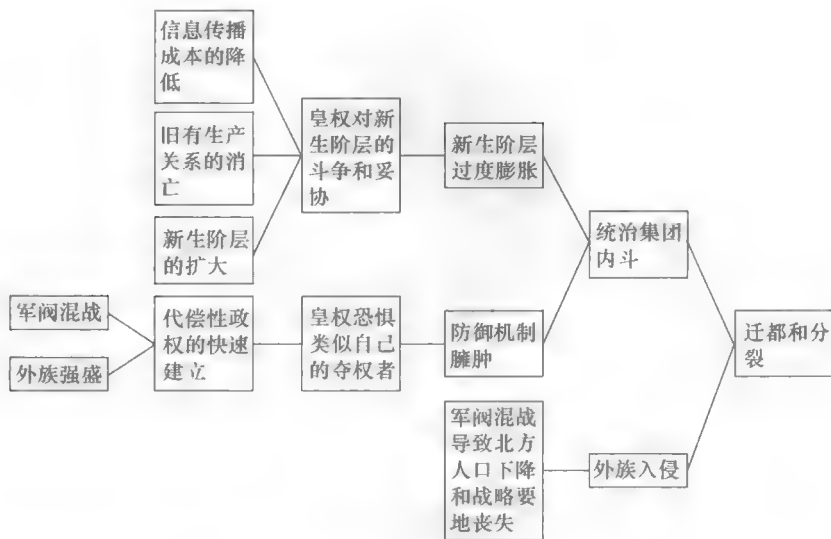 信息传播
成本的降
低
旧有生产
关系的消
亡
新生阶层
的扩大
皇权对新
生阶层的
斗争和妥
协
新生阶层
过度膨胀
统治集团
内斗
军阀混战
外族强盛
代偿性政
权的快速
建立
皇权恐惧
类似自己
的夺权者
防御机制
臃肿
迁都和分
裂
军阀混战
导致北方
人口下降
和战略要
地丧失
外族入侵